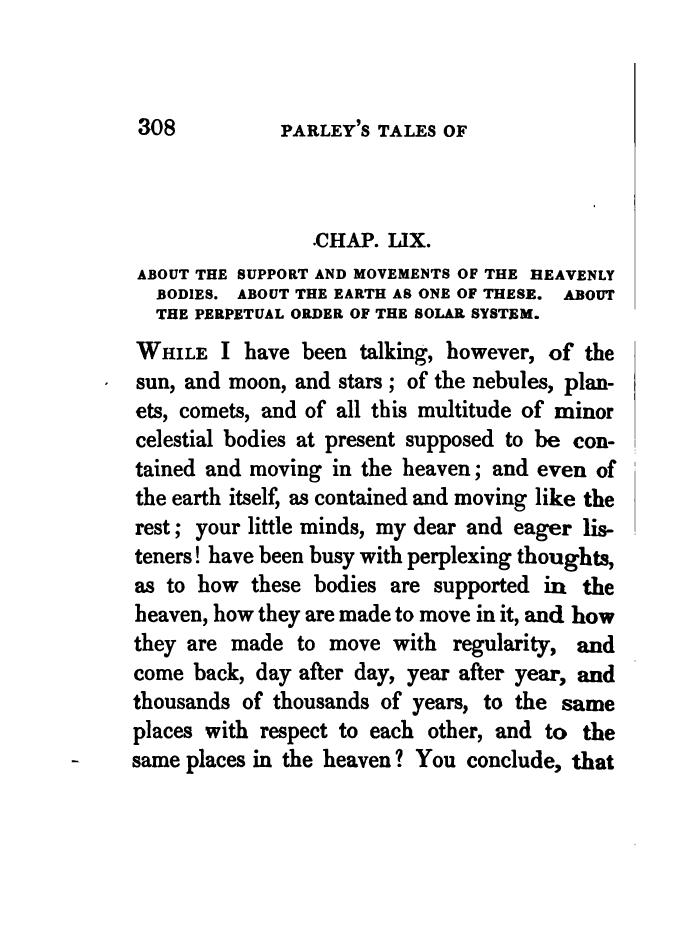 308 PARLEY'S TALES OF
CHAP. LIX.
ABOUT THE SUPPORT AND MOVEMENTS OF THE HEAVENLY
BODIES. ABOUT THE EARTH AS ONE OF THESE. ABOUT
THE PERPETUAL ORDER OF THE SOLAR SYSTEM.
WHILE I have been talking, however, of the
sun, and moon, and stars ; of the nebules, plan-
ets, comets, and of all this multitude of minor
celestial bodies at present supposed to be con-
tained and moving in the heaven ; and even of
the earth itself, as contained and moving like the
rest ; your little minds, my dear and eager lis-
teners ! have been busy with perplexing thoughts,
as to how these bodies are supported in the
heaven, how they are made to move in it, and how
they are made to move with regularity, and
come back, day after day, year after year, and
thousands of thousands of years, to the same
places with respect to each other, and to the
same places in the heaven ? You conclude, that